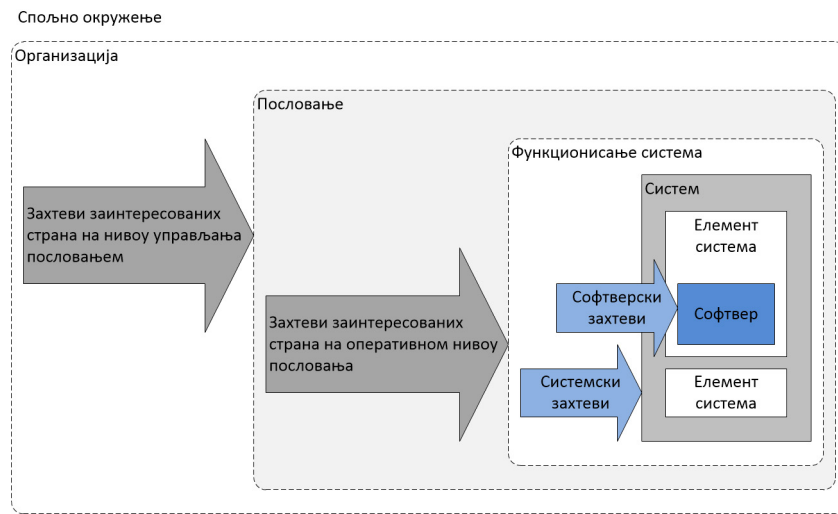 Спољно окружење
Организација
Пословање
Функционисање система
Систем
Захтеви заинтересованих
страна на нивоу управљања
пословањем
Елемент
система
Софтверски
захтеви
Софтвер
Захтеви заинтересованих
страна на оперативном нивоу
пословања
Системски
захтеви
Елемент
система